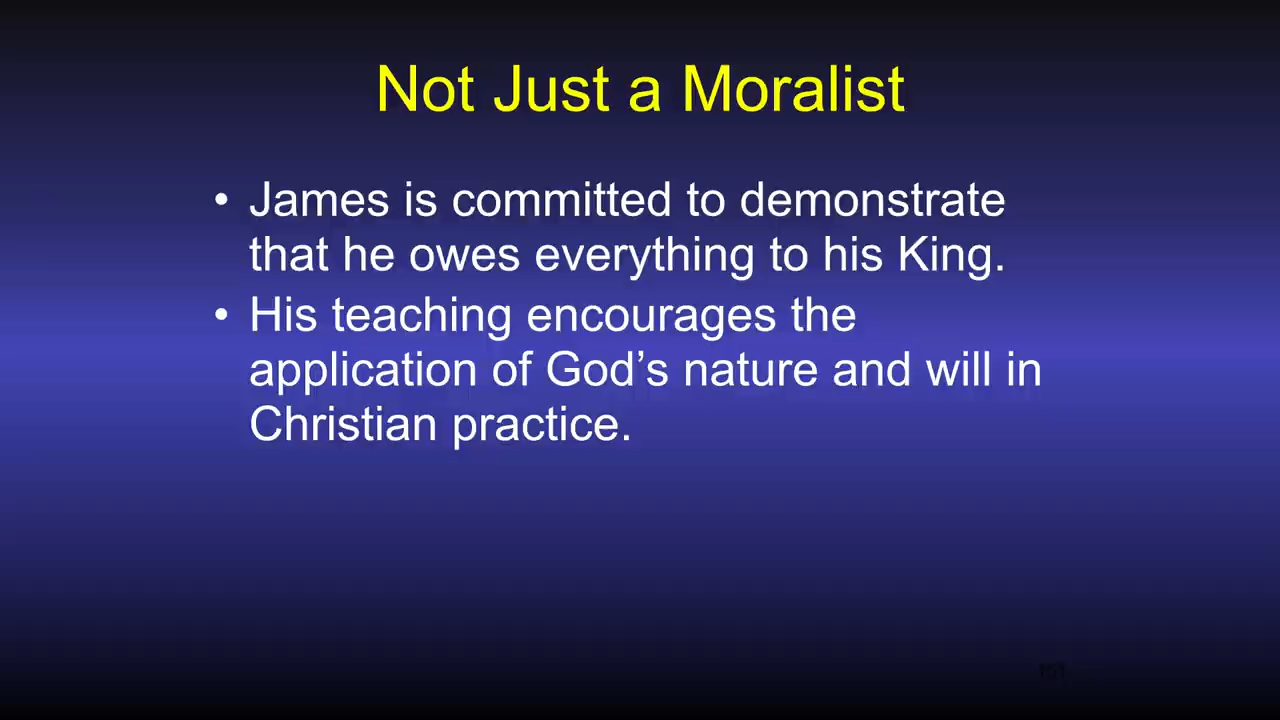 Not Just a Moralist
• James is committed to demonstrate
that he owes everything to his King.
• His teaching encourages the
application of God’s nature and will in
Christian practice.